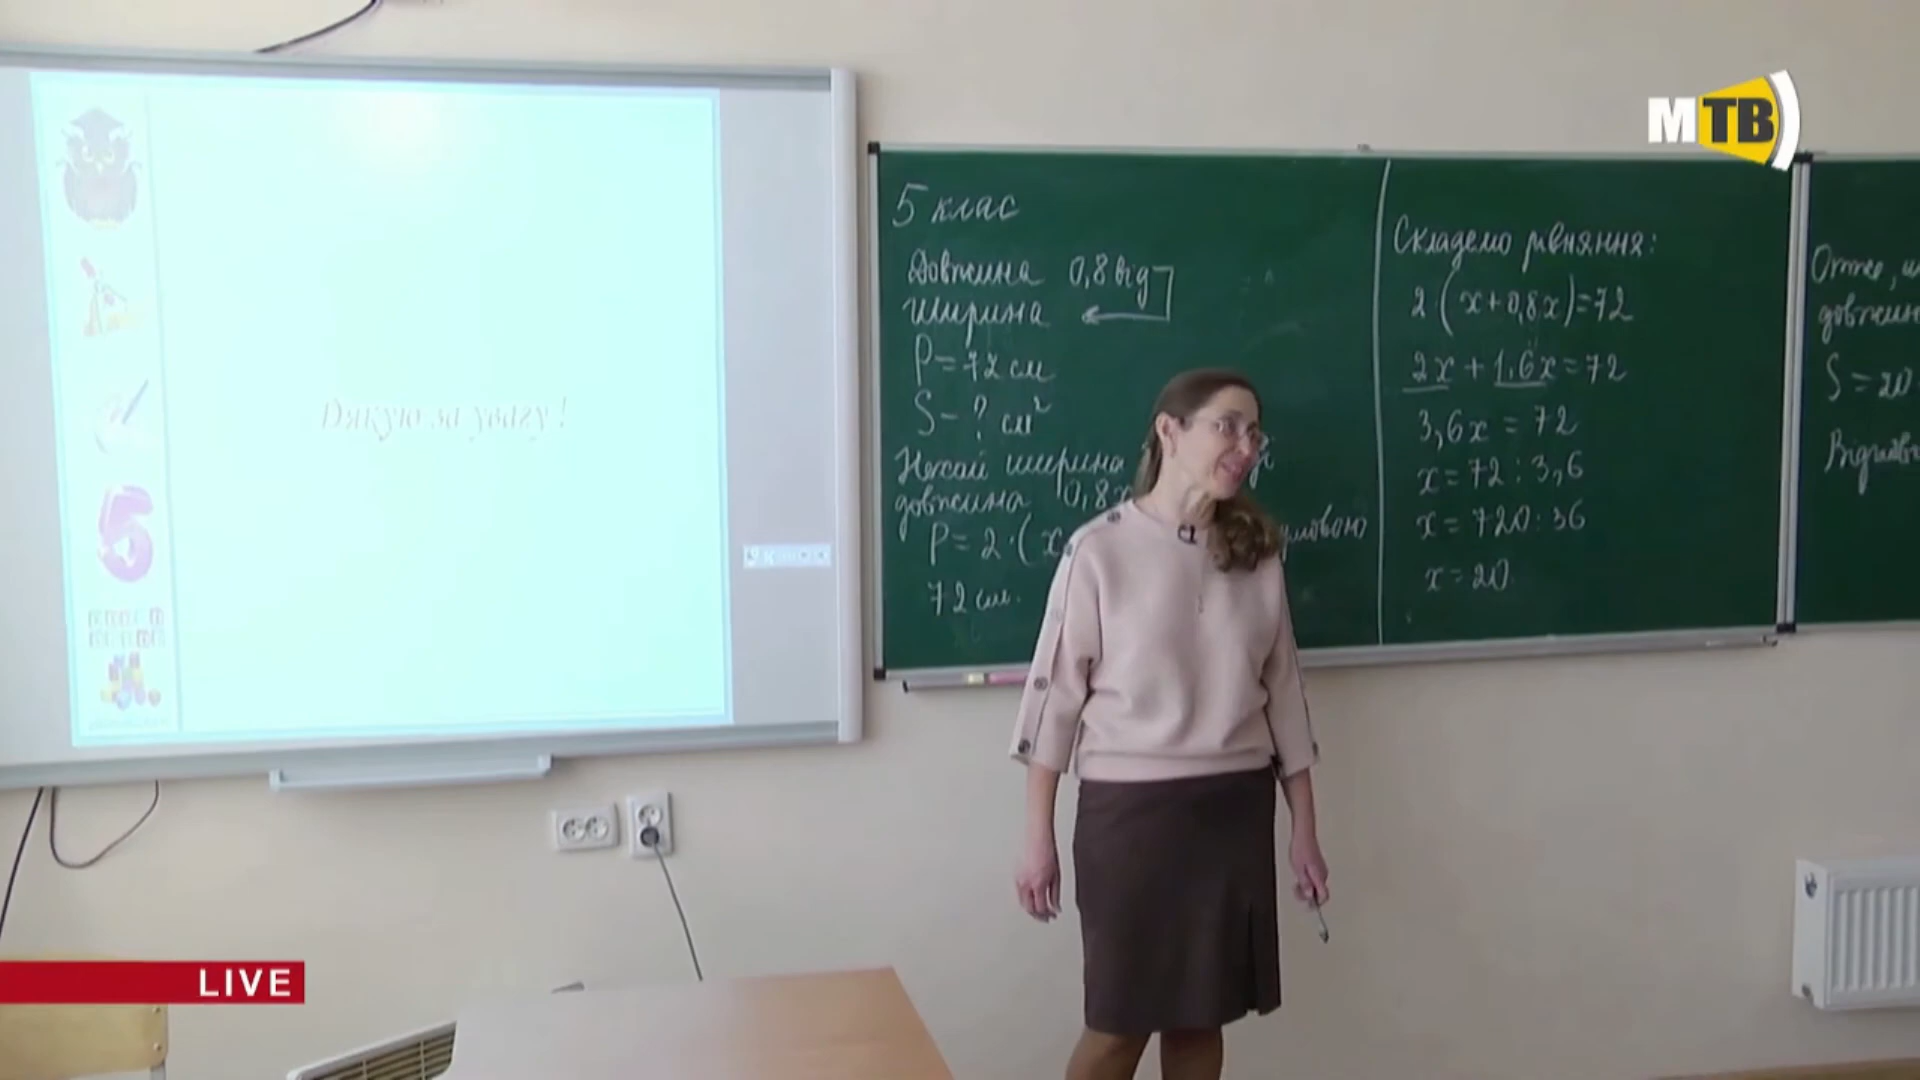 МТВ
Дякую за увагу!
5 клас
Довжина 0,8 від
Ширина
P = 72 см
S - ? см²
Нехай ширина
довжина 0,8x
P = 2·(x
умовою
72 см.
Складемо рівняння:
2·(x+0,8x)=72
2x + 1,6x = 72
3,6x = 72
x = 72 : 3,6
x = 720 : 36
x = 20
S = 20
LIVE